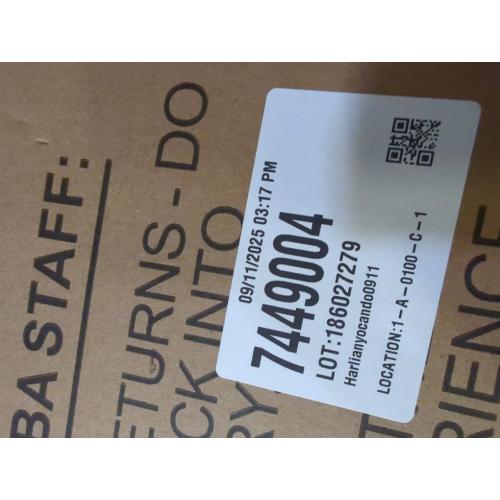 BA STAFF:
ETURNS - DO
CK INTO
RY
RIENC
09/11/2025 03:17 PM
7449004
LOT:186027279
Harlianyocando0911
LOCATION:1-A-0100-C-1